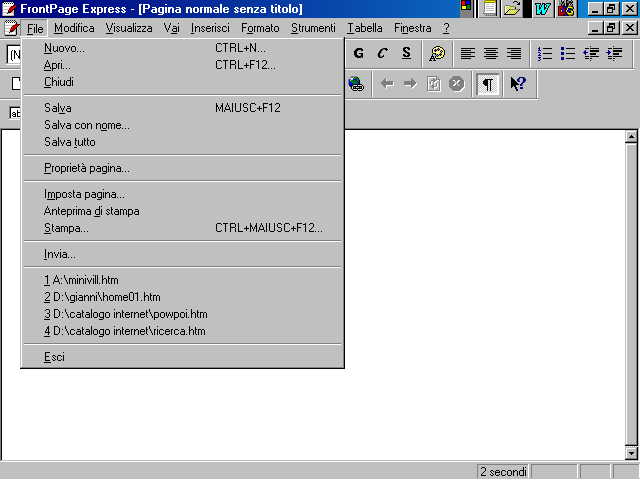 FrontPage Express - [Pagina normale senza titolo]
File Modifica Visualizza Vai Inserisci Formato Strumenti Tabella Finestra ?
Nuovo... CTRL+N...
G C S
Apri... CTRL+F12...
Chiudi
Salva MAIUSC+F12
Salva con nome...
Salva tutto
Proprietà pagina...
Imposta pagina...
Anteprima di stampa
Stampa... CTRL+MAIUSC+F12...
Invia...
1 A:\minivill.htm
2 D:\gianni\home01.htm
3 D:\catalogo internet\powpoi.htm
4 D:\catalogo internet\ricerca.htm
Esci
2 secondi